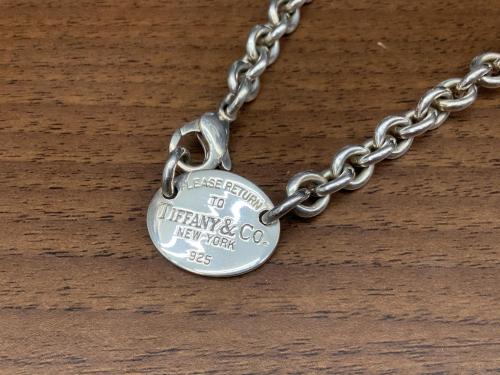 PLEASE RETURN
TO
TIFFANY & CO.
NEW YORK
925